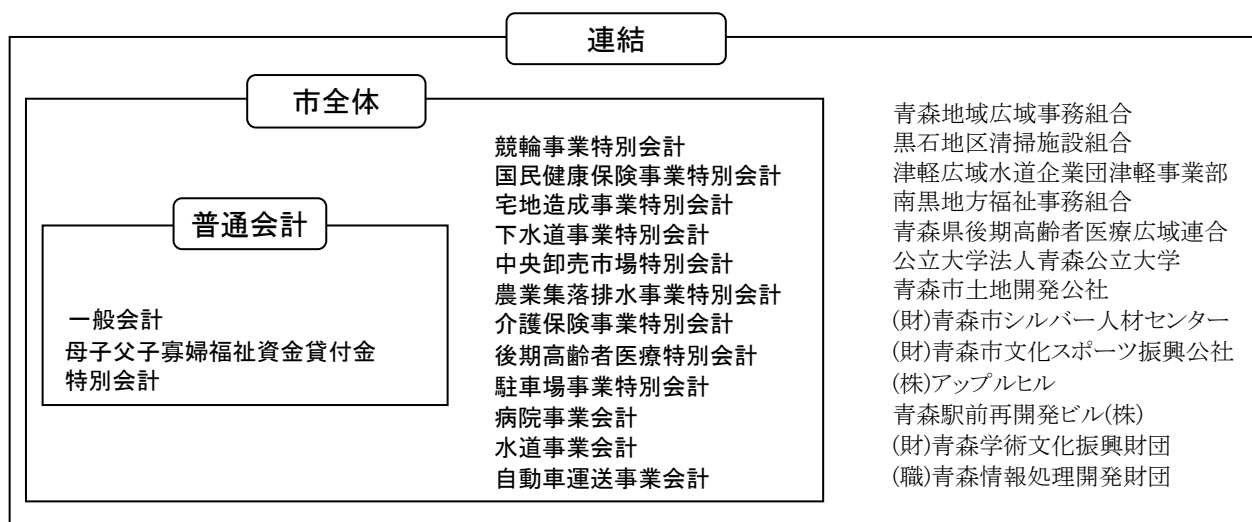 連結
市全体
普通会計
一般会計
母子父子寡婦福祉資金貸付金
特別会計
競輪事業特別会計
国民健康保険事業特別会計
宅地造成事業特別会計
下水道事業特別会計
中央卸売市場特別会計
農業集落排水事業特別会計
介護保険事業特別会計
後期高齢者医療特別会計
駐車場事業特別会計
病院事業会計
水道事業会計
自動車運送事業会計
青森地域広域事務組合
黒石地区清掃施設組合
津軽広域水道企業団津軽事業部
南黒地方福祉事務組合
青森県後期高齢者医療広域連合
公立大学法人青森公立大学
青森市土地開発公社
(財)青森市シルバー人材センター
(財)青森市文化スポーツ振興公社
(株)アップルヒル
青森駅前再開発ビル(株)
(財)青森学術文化振興財団
(職)青森情報処理開発財団